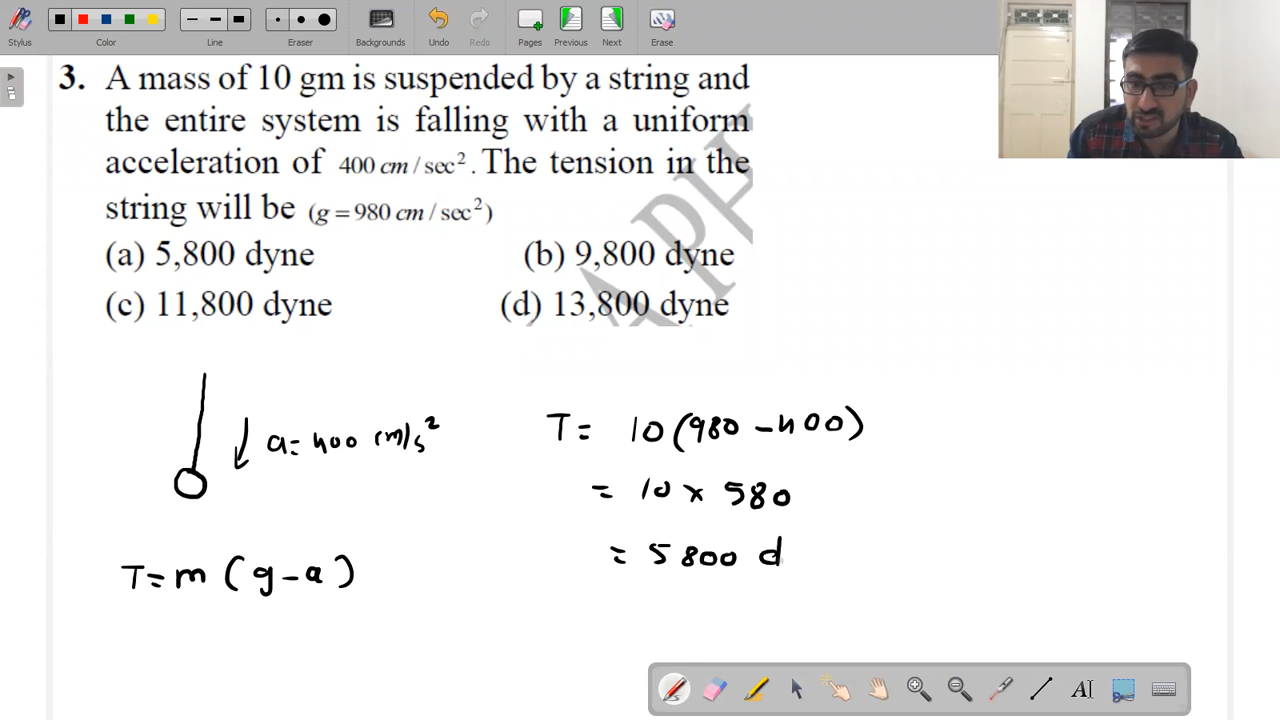 Stylus Color Line Eraser Backgrounds Undo Redo Pages Previous Next Erase
3. A mass of 10 gm is suspended by a string and
the entire system is falling with a uniform
acceleration of 400 cm / sec². The tension in the
string will be (g = 980 cm / sec²)
(a) 5,800 dyne (b) 9,800 dyne
(c) 11,800 dyne (d) 13,800 dyne
a = 400 cm/s²
T = m (g - a)
T = 10 (980 - 400)
= 10 x 580
= 5800 d